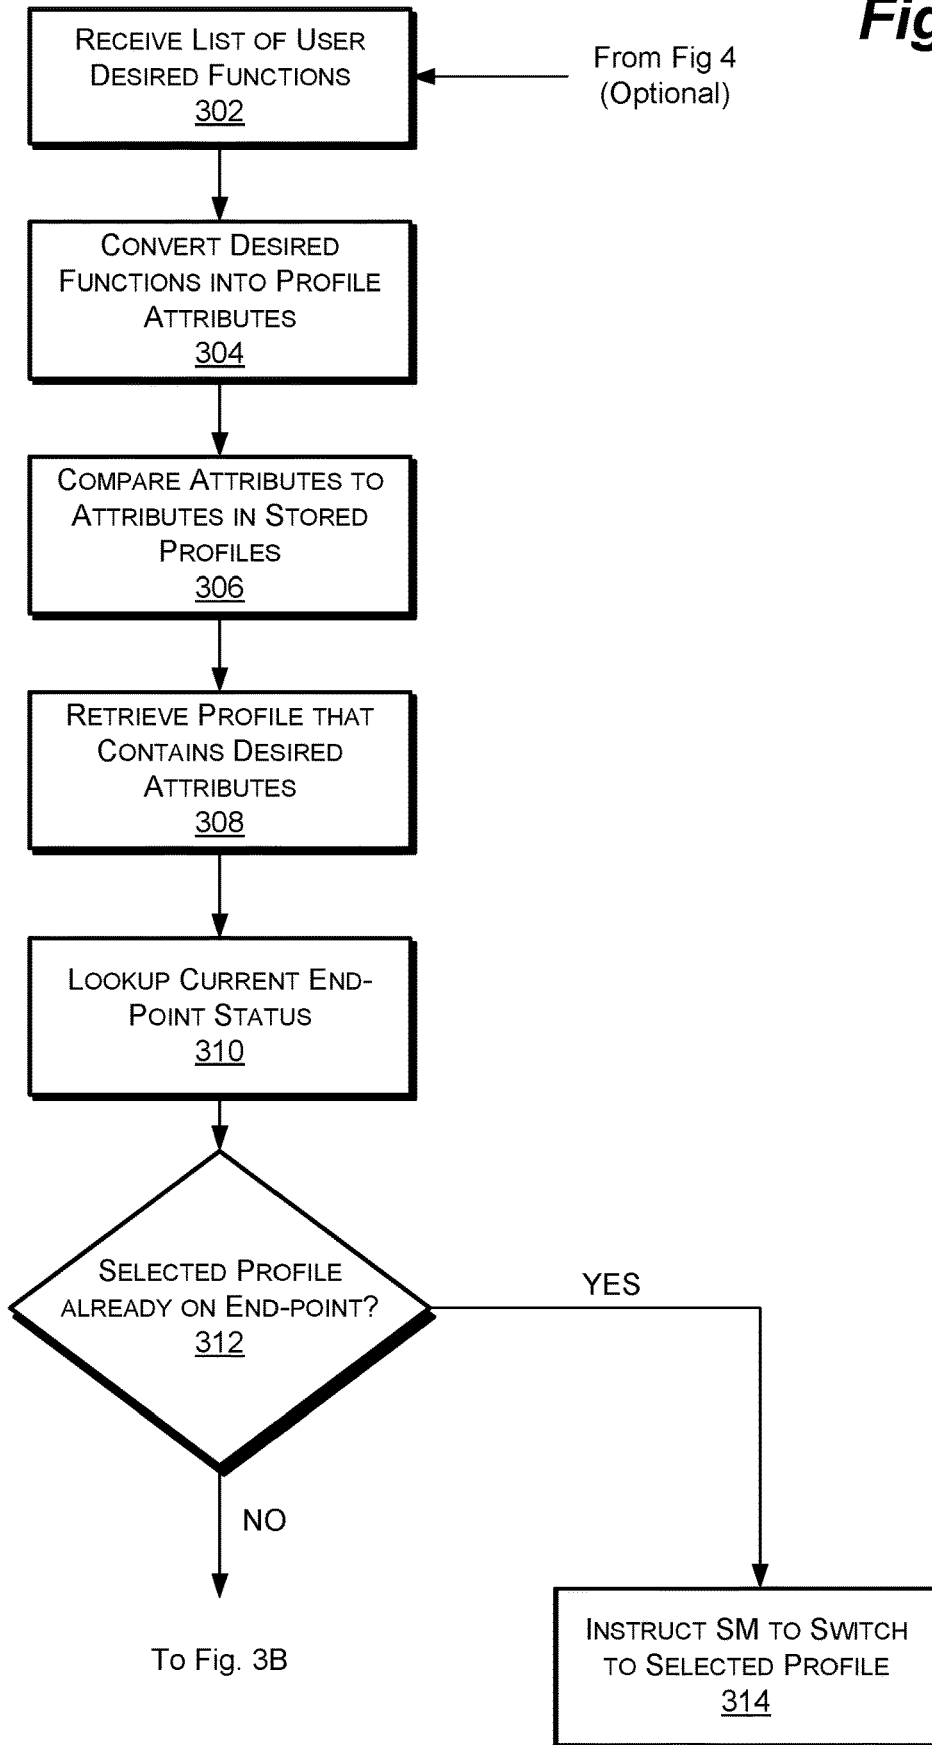 Fig
RECEIVE LIST OF USER
DESIRED FUNCTIONS
302
From Fig 4
(Optional)
CONVERT DESIRED
FUNCTIONS INTO PROFILE
ATTRIBUTES
304
COMPARE ATTRIBUTES TO
ATTRIBUTES IN STORED
PROFILES
306
RETRIEVE PROFILE THAT
CONTAINS DESIRED
ATTRIBUTES
308
LOOKUP CURRENT END-
POINT STATUS
310
SELECTED PROFILE
ALREADY ON END-POINT?
312
YES
NO
To Fig. 3B
INSTRUCT SM TO SWITCH
TO SELECTED PROFILE
314